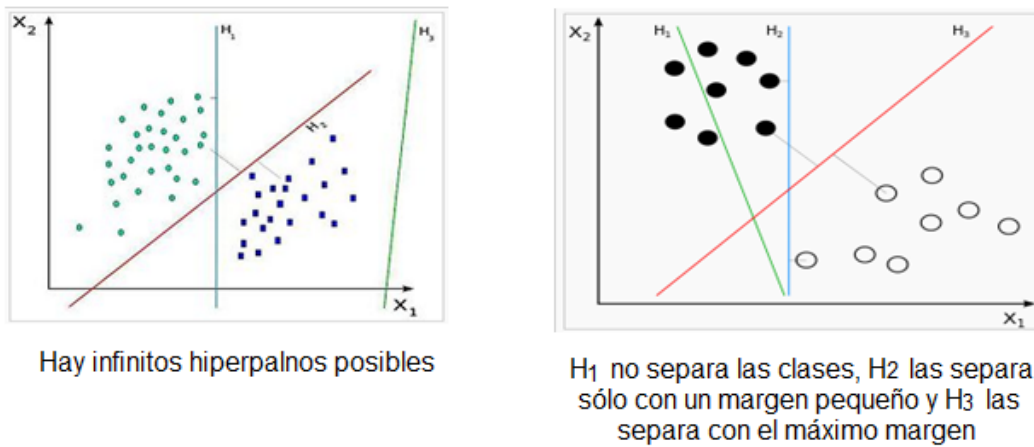 X₂
H₁
H₃
H₂
X₁
Hay infinitos hiperpalnos posibles
X₂
H₁
H₂
H₃
X₁
H₁ no separa las clases, H₂ las separa
sólo con un margen pequeño y H₃ las
separa con el máximo margen